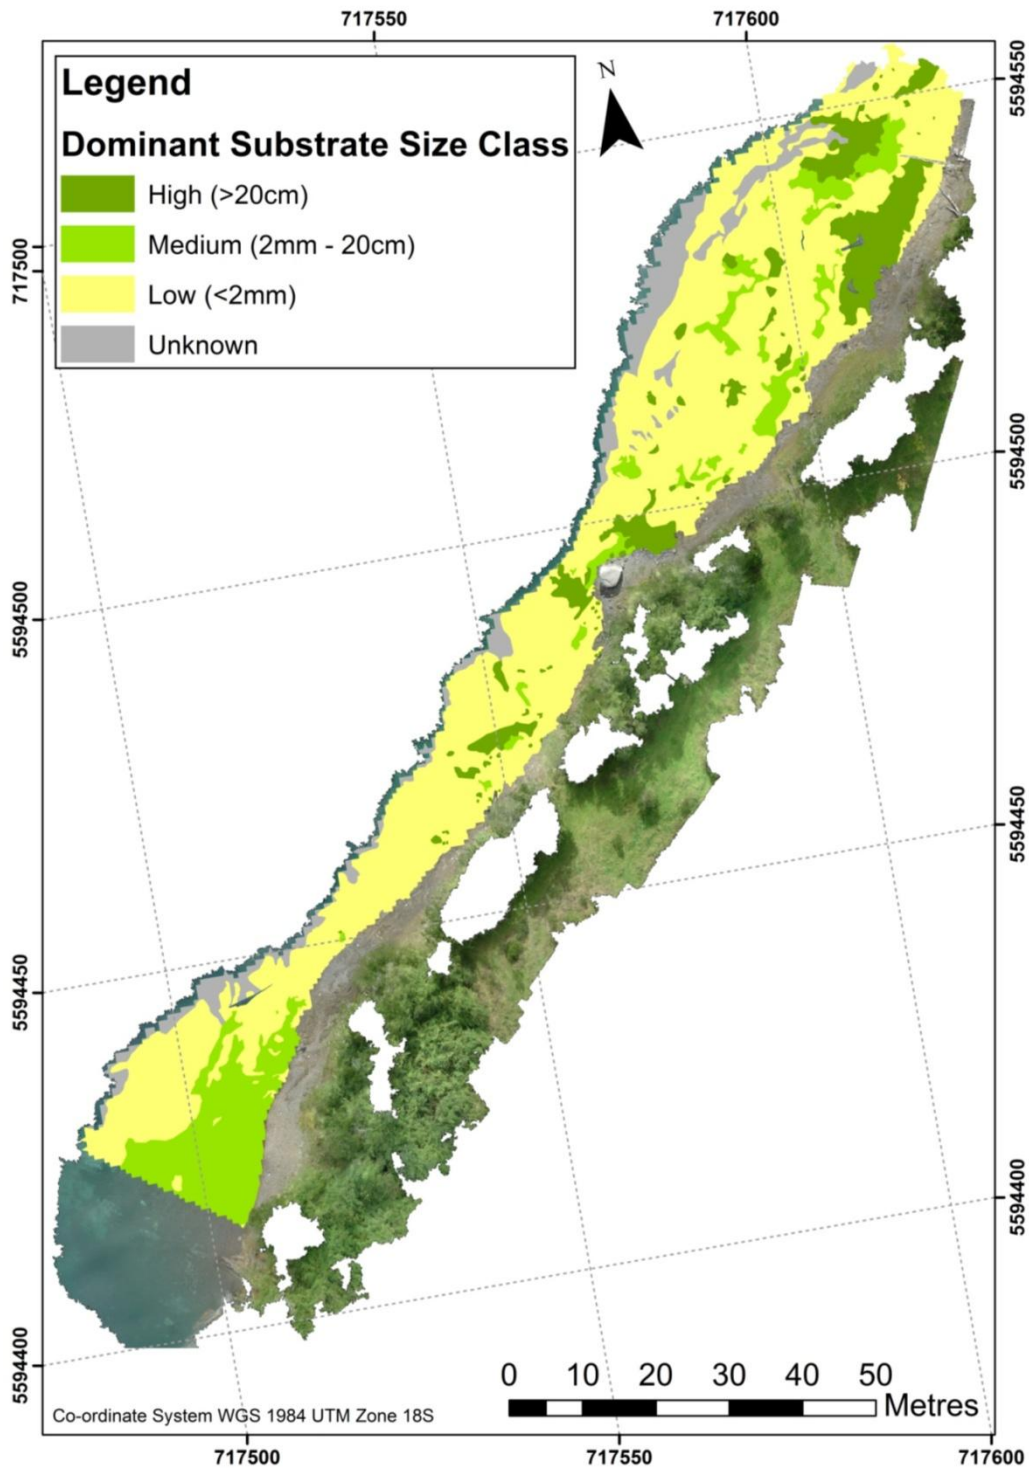 717550
717600
Legend
N
Dominant Substrate Size Class
High (>20cm)
Medium (2mm - 20cm)
Low (<2mm)
Unknown
717500
5594500
5594450
5594400
5594550
5594500
5594450
5594400
0 10 20 30 40 50
Metres
Co-ordinate System WGS 1984 UTM Zone 18S
717500
717550
717600